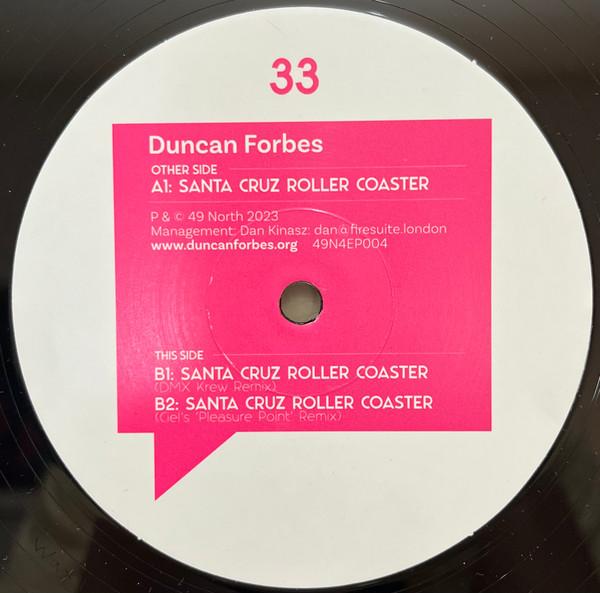 33
Duncan Forbes
OTHER SIDE
A1: SANTA CRUZ ROLLER COASTER
P & © 49 North 2023
Management: Dan Kinasz: dan@firesuite.london
www.duncanforbes.org 49N4EP004
THIS SIDE
B1: SANTA CRUZ ROLLER COASTER
(DMX Krew Remix)
B2: SANTA CRUZ ROLLER COASTER
(Ciel's 'Pleasure Point' Remix)